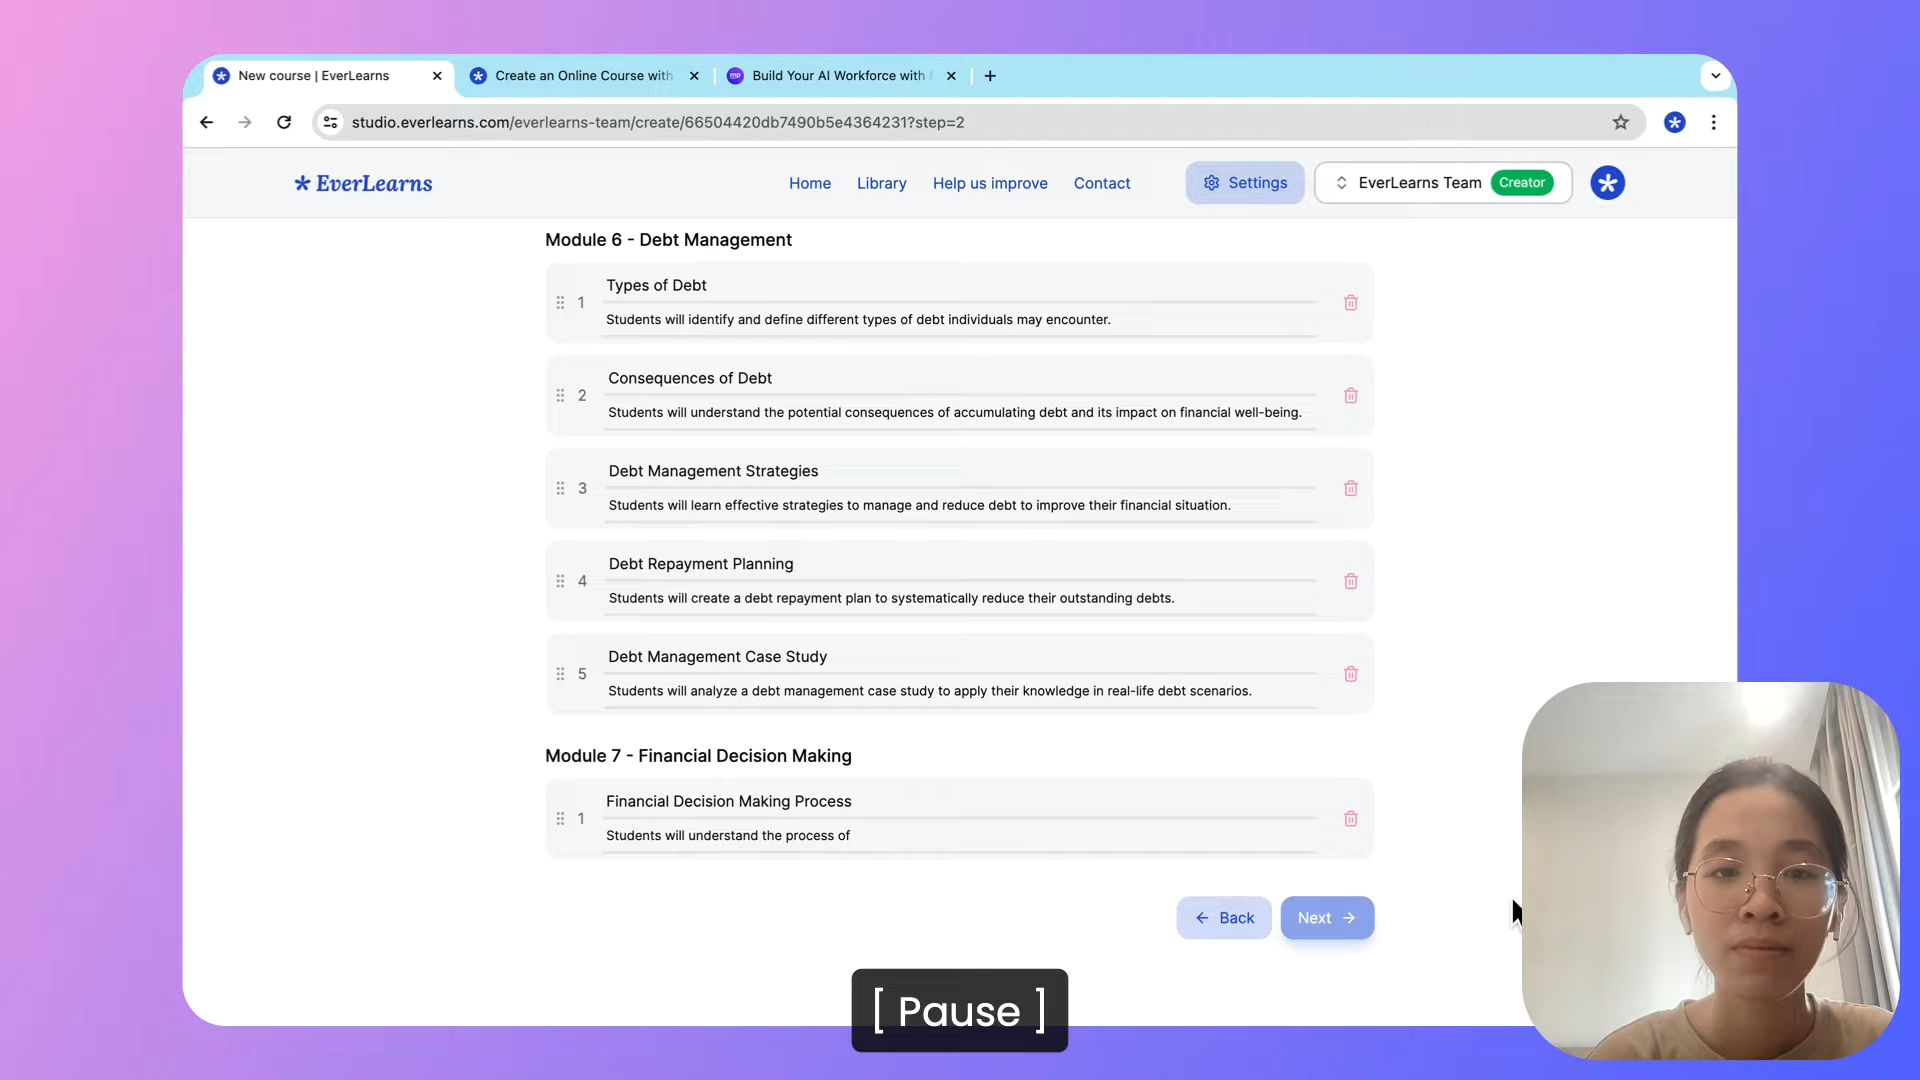 New course | EverLearns
Create an Online Course with
mp
Build Your AI Workforce with
studio.everlearns.com/everlearns-team/create/66504420db7490b5e4364231?step=2
EverLearns
Home
Library
Help us improve
Contact
Settings
EverLearns Team
Creator
Module 6 - Debt Management
1
Types of Debt
Students will identify and define different types of debt individuals may encounter.
2
Consequences of Debt
Students will understand the potential consequences of accumulating debt and its impact on financial well-being.
3
Debt Management Strategies
Students will learn effective strategies to manage and reduce debt to improve their financial situation.
4
Debt Repayment Planning
Students will create a debt repayment plan to systematically reduce their outstanding debts.
5
Debt Management Case Study
Students will analyze a debt management case study to apply their knowledge in real-life debt scenarios.
Module 7 - Financial Decision Making
1
Financial Decision Making Process
Students will understand the process of
Back
Next
[ Pause ]